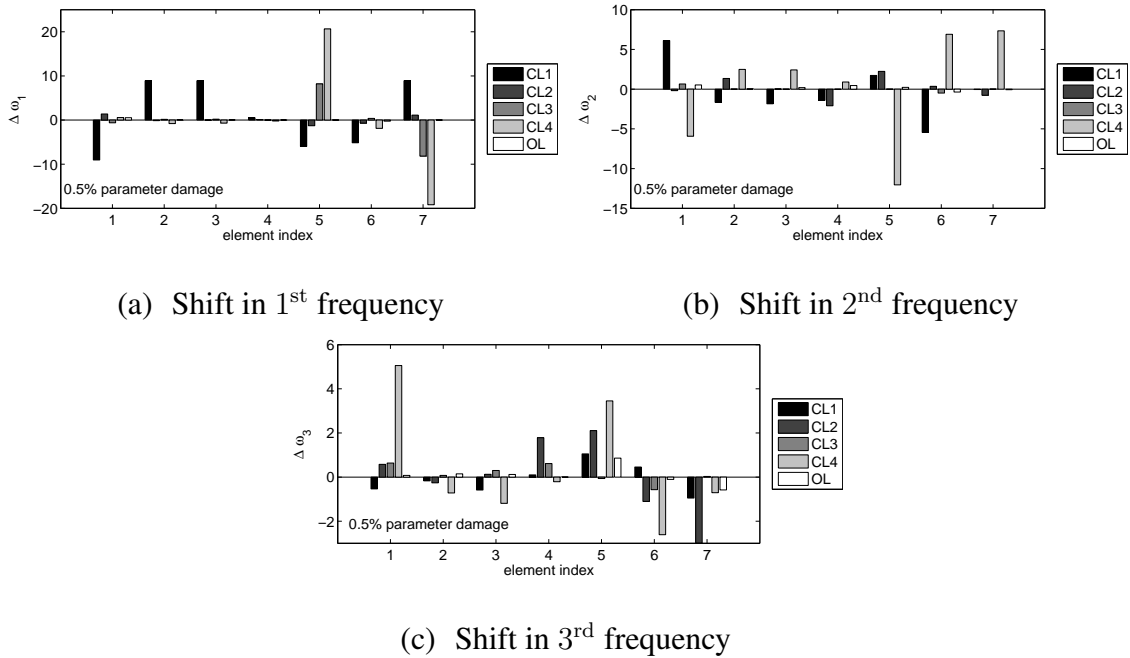 20
10
0
−10
−20
Δ ω1
0.5% parameter damage
1 2 3 4 5 6 7
element index
CL1
CL2
CL3
CL4
OL
(a) Shift in 1st frequency
10
5
0
−5
−10
−15
Δ ω2
0.5% parameter damage
1 2 3 4 5 6 7
element index
CL1
CL2
CL3
CL4
OL
(b) Shift in 2nd frequency
6
4
2
0
−2
Δ ω3
0.5% parameter damage
1 2 3 4 5 6 7
element index
CL1
CL2
CL3
CL4
OL
(c) Shift in 3rd frequency